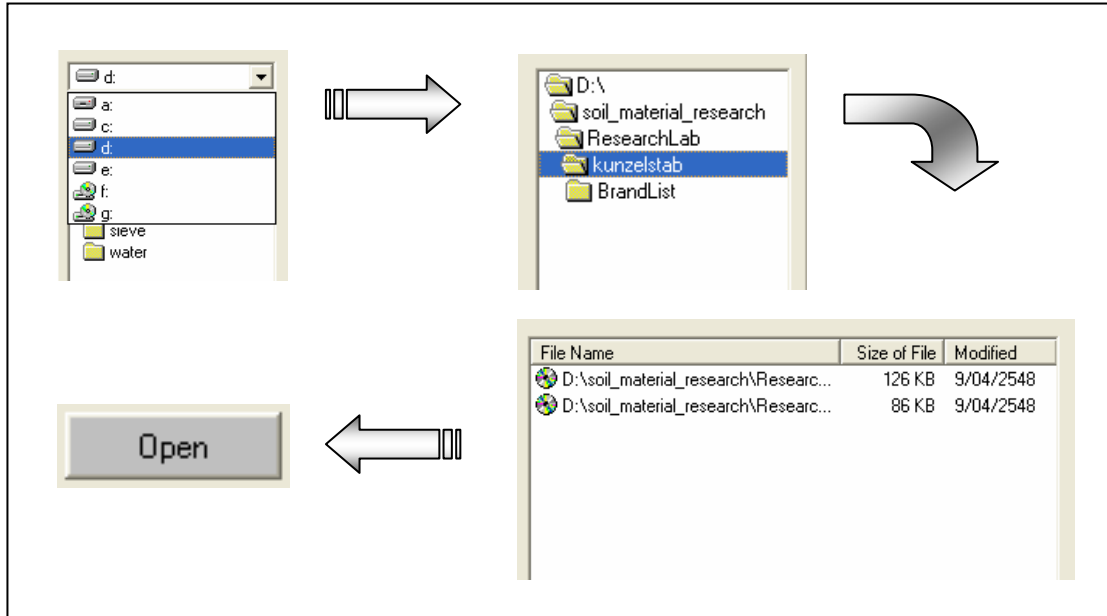 d:
a:
c:
d:
e:
f:
g:
sieve
water
D:\
soil_material_research
ResearchLab
kunzelstab
BrandList
File Name Size of File Modified
D:\soil_material_research\Researc... 126 KB 9/04/2548
D:\soil_material_research\Researc... 86 KB 9/04/2548
Open